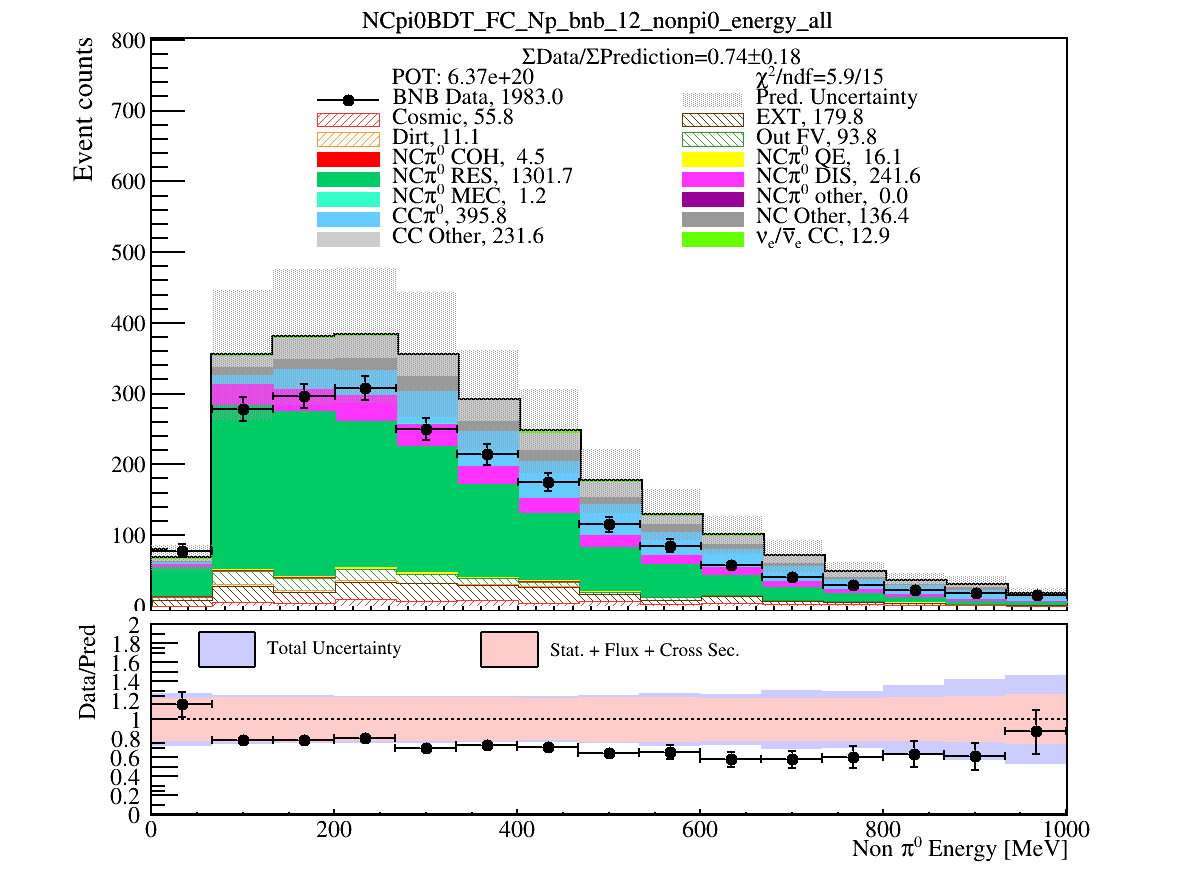 NCpi0BDT_FC_Np_bnb_12_nonpi0_energy_all
ΣData/ΣPrediction=0.74±0.18
POT: 6.37e+20
χ²/ndf=5.9/15
BNB Data, 1983.0
Pred. Uncertainty
Cosmic, 55.8
EXT, 179.8
Dirt, 11.1
Out FV, 93.8
NCπ⁰ COH, 4.5
NCπ⁰ QE, 16.1
NCπ⁰ RES, 1301.7
NCπ⁰ DIS, 241.6
NCπ⁰ MEC, 1.2
NCπ⁰ other, 0.0
CCπ⁰, 395.8
NC Other, 136.4
CC Other, 231.6
νₑ/ν̅ₑ CC, 12.9
Event counts
800
700
600
500
400
300
200
100
0
Total Uncertainty
Stat. + Flux + Cross Sec.
Data/Pred
2
1.8
1.6
1.4
1.2
1
0.8
0.6
0.4
0.2
0
0 200 400 600 800 1000
Non π⁰ Energy [MeV]